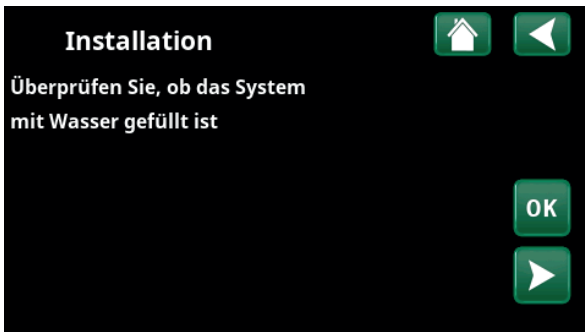 Installation
Überprüfen Sie, ob das System
mit Wasser gefüllt ist
OK